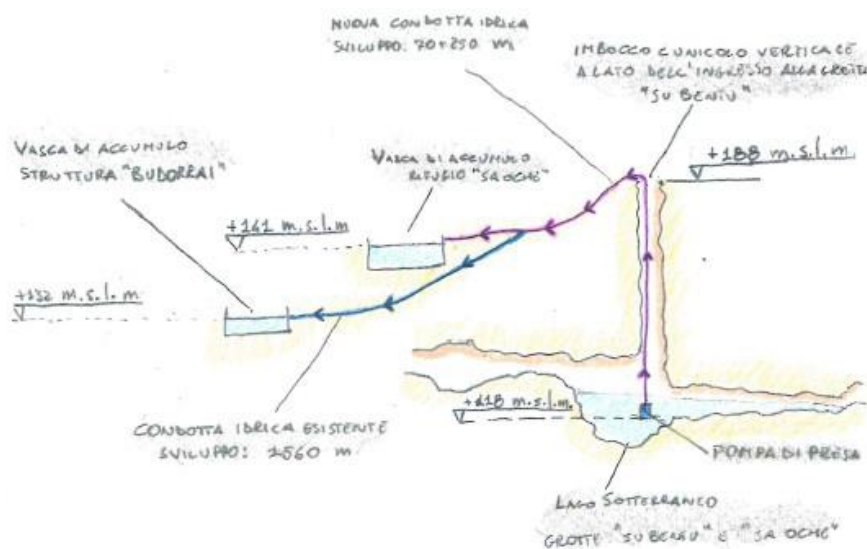 NUOVA CONDOTTA IDRICA
SVILUPPO: 70+250 m
IMBOCCO CUNICOLO VERTICALE
A LATO DELL'INGRESSO ALLA GROTTA
"SU BENTU"
VASCA DI ACCUMULO
STRUTTURA "BUDORRAI"
VASCA DI ACCUMULO
RIFUGIO "SA OCHE"
+188 m.s.l.m
+141 m.s.l.m
+132 m.s.l.m
+118 m.s.l.m.
CONDOTTA IDRICA ESISTENTE
SVILUPPO: 1560 m
POMPA DI PRESA
LAGO SOTTERRANEO
GROTTE "SU BENTU" E "SA OCHE"